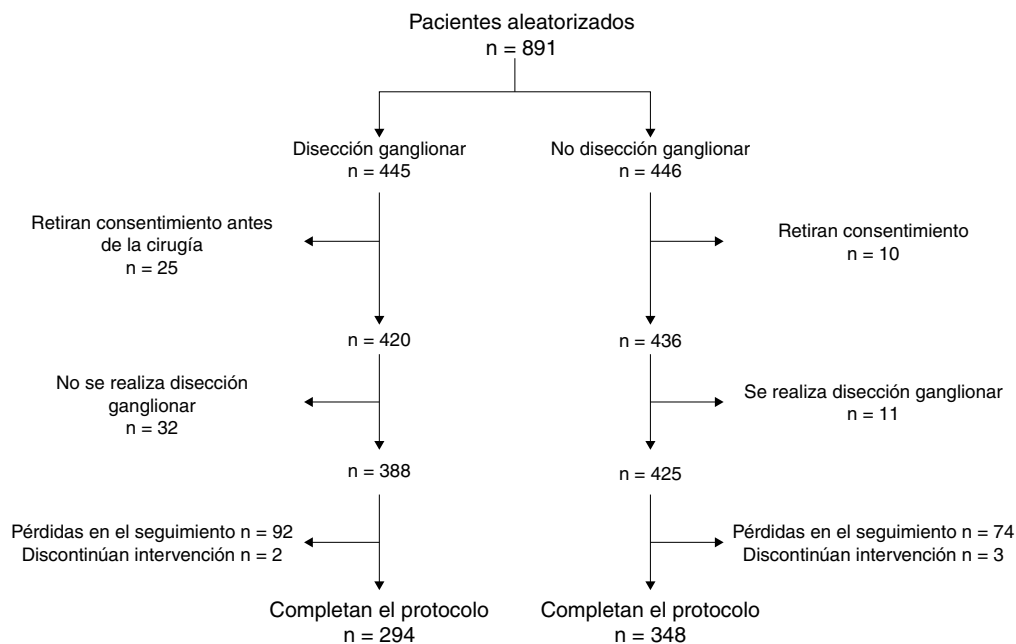 Pacientes aleatorizados
n = 891
Disección ganglionar
n = 445
No disección ganglionar
n = 446
Retiran consentimiento antes
de la cirugía
n = 25
Retiran consentimiento
n = 10
n = 420
n = 436
No se realiza disección
ganglionar
n = 32
Se realiza disección ganglionar
n = 11
n = 388
n = 425
Pérdidas en el seguimiento n = 92
Discontinúan intervención n = 2
Pérdidas en el seguimiento n = 74
Discontinúan intervención n = 3
Completan el protocolo
n = 294
Completan el protocolo
n = 348